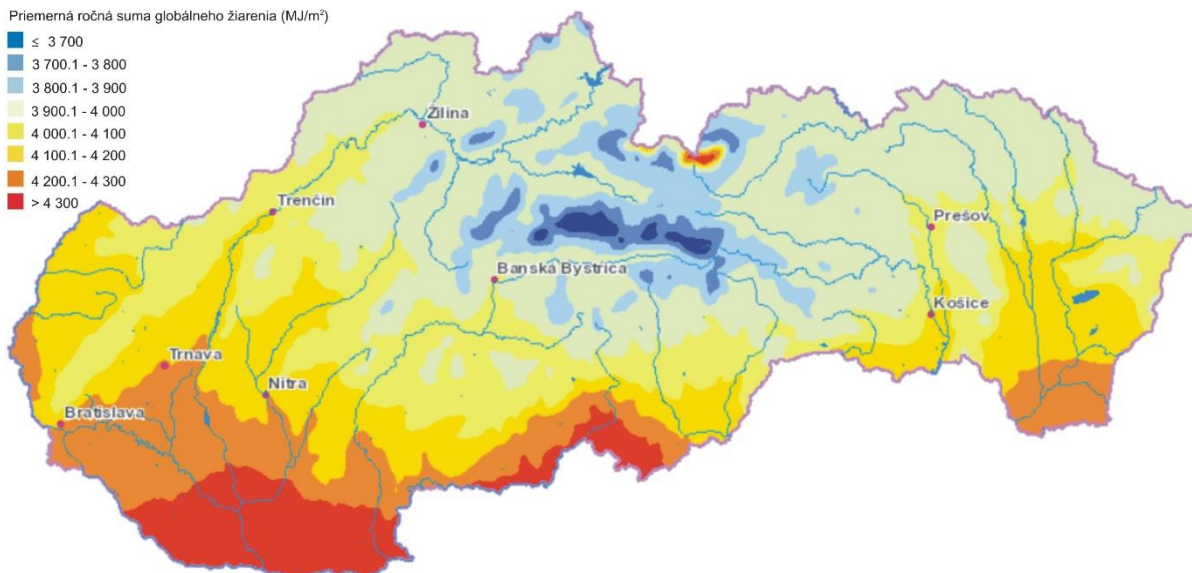 Priemerná ročná suma globálneho žiarenia (MJ/m²)
≤ 3 700
3 700.1 - 3 800
3 800.1 - 3 900
3 900.1 - 4 000
4 000.1 - 4 100
4 100.1 - 4 200
4 200.1 - 4 300
> 4 300
Žilina
Trenčín
Prešov
Banská Bystrica
Košice
Trnava
Nitra
Bratislava